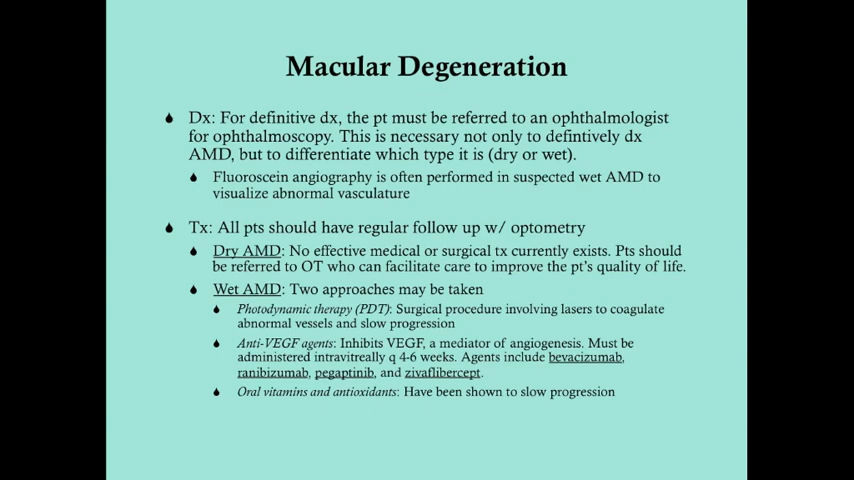 Macular Degeneration
Dx: For definitive dx, the pt must be referred to an ophthalmologist
for ophthalmoscopy. This is necessary not only to defintively dx
AMD, but to differentiate which type it is (dry or wet).
Fluoroscein angiography is often performed in suspected wet AMD to
visualize abnormal vasculature
Tx: All pts should have regular follow up w/ optometry
Dry AMD: No effective medical or surgical tx currently exists. Pts should
be referred to OT who can facilitate care to improve the pt's quality of life.
Wet AMD: Two approaches may be taken
Photodynamic therapy (PDT): Surgical procedure involving lasers to coagulate
abnormal vessels and slow progression
Anti-VEGF agents: Inhibits VEGF, a mediator of angiogenesis. Must be
administered intravitreally q 4-6 weeks. Agents include bevacizumab,
ranibizumab, pegaptinib, and zivaflibercept.
Oral vitamins and antioxidants: Have been shown to slow progression